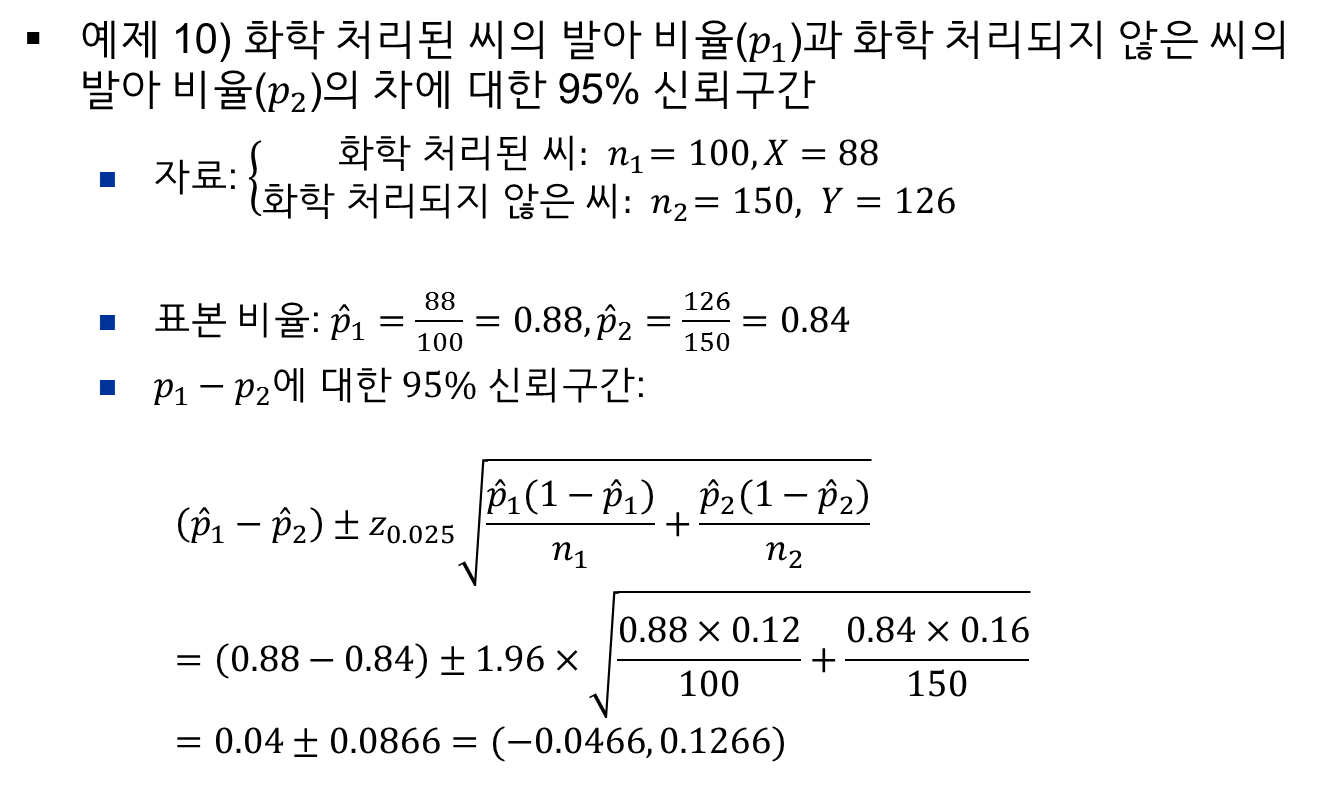 ▪ 예제 10) 화학 처리된 씨의 발아 비율(p₁)과 화학 처리되지 않은 씨의
발아 비율(p₂)의 차에 대한 95% 신뢰구간
▪ 자료: { 화학 처리된 씨: n₁ = 100, X = 88
화학 처리되지 않은 씨: n₂ = 150, Y = 126
▪ 표본 비율: p̂₁ = 88/100 = 0.88, p̂₂ = 126/150 = 0.84
▪ p₁ − p₂에 대한 95% 신뢰구간:
(p̂₁ − p̂₂) ± z₀.₀₂₅ √(p̂₁(1 − p̂₁)/n₁ + p̂₂(1 − p̂₂)/n₂)
= (0.88 − 0.84) ± 1.96 × √(0.88 × 0.12/100 + 0.84 × 0.16/150)
= 0.04 ± 0.0866 = (−0.0466, 0.1266)